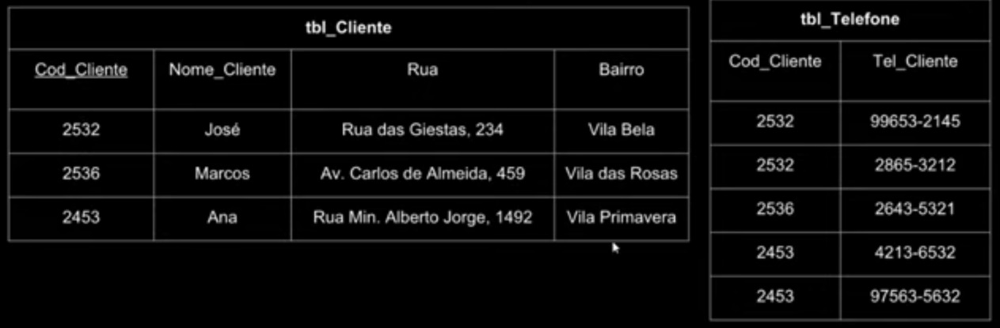 tbl_Cliente
Cod_Cliente Nome_Cliente Rua Bairro
2532 José Rua das Giestas, 234 Vila Bela
2536 Marcos Av. Carlos de Almeida, 459 Vila das Rosas
2453 Ana Rua Min. Alberto Jorge, 1492 Vila Primavera
tbl_Telefone
Cod_Cliente Tel_Cliente
2532 99653-2145
2532 2865-3212
2536 2643-5321
2453 4213-6532
2453 97563-5632